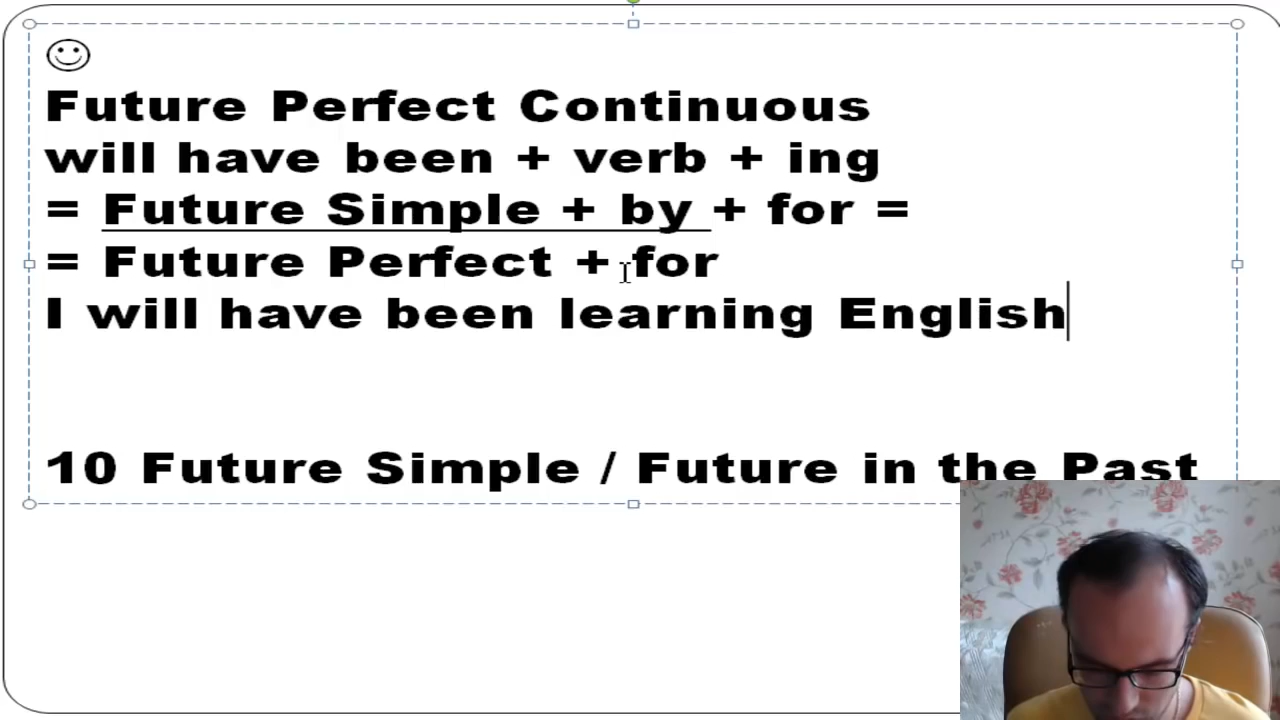 Future Perfect Continuous
will have been + verb + ing
= Future Simple + by + for =
= Future Perfect + for
I will have been learning English
10 Future Simple / Future in the Past